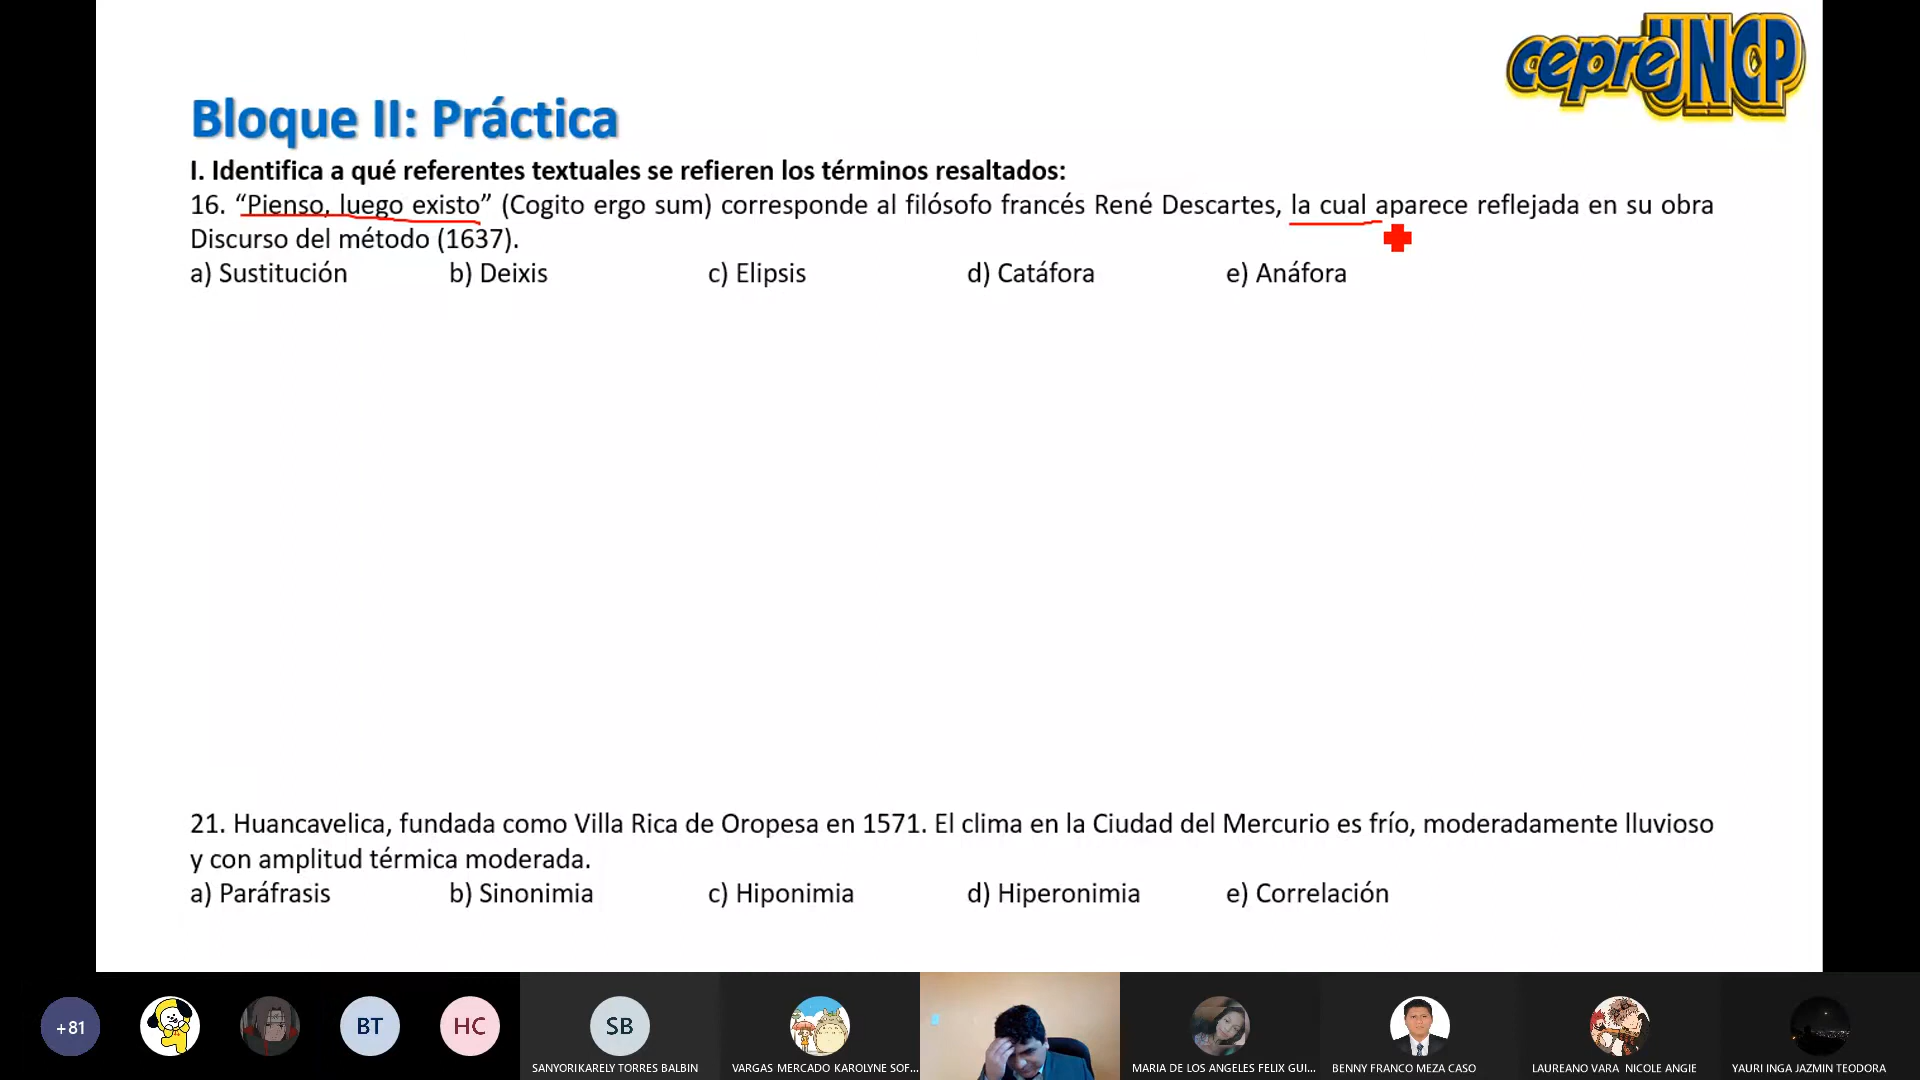 cepreUNCP
Bloque II: Práctica
I. Identifica a qué referentes textuales se refieren los términos resaltados:
16. “Pienso, luego existo” (Cogito ergo sum) corresponde al filósofo francés René Descartes, la cual aparece reflejada en su obra
Discurso del método (1637).
a) Sustitución b) Deixis c) Elipsis d) Catáfora e) Anáfora
21. Huancavelica, fundada como Villa Rica de Oropesa en 1571. El clima en la Ciudad del Mercurio es frío, moderadamente lluvioso
y con amplitud térmica moderada.
a) Paráfrasis b) Sinonimia c) Hiponimia d) Hiperonimia e) Correlación
+81 BT HC SB
SANYORIKARELY TORRES BALBIN VARGAS MERCADO KAROLYNE SOF... MARIA DE LOS ANGELES FELIX GUI... BENNY FRANCO MEZA CASO LAUREANO VARA NICOLE ANGIE YAURI INGA JAZMIN TEODORA